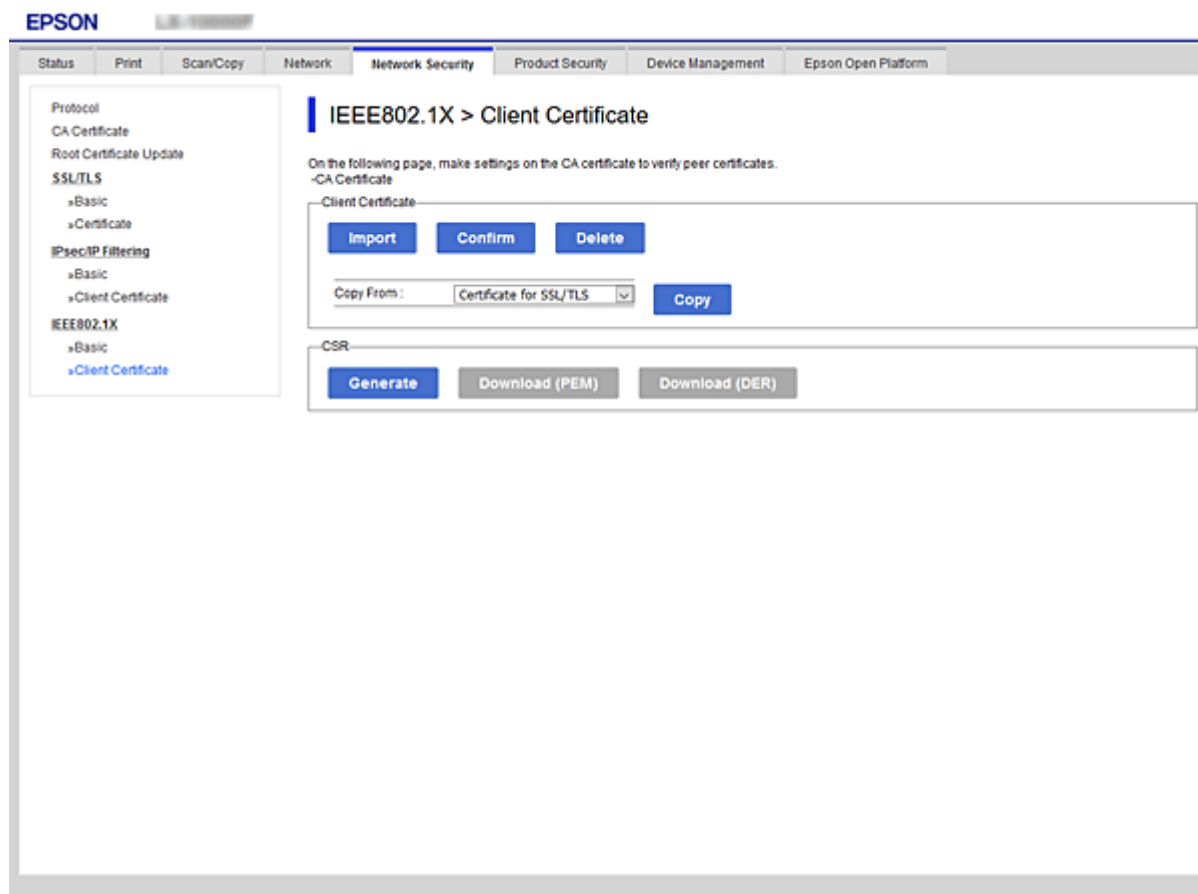 EPSON
Status Print Scan/Copy Network Network Security Product Security Device Management Epson Open Platform
Protocol
CA Certificate
Root Certificate Update
SSL/TLS
»Basic
»Certificate
IPsec/IP Filtering
»Basic
»Client Certificate
IEEE802.1X
»Basic
»Client Certificate
IEEE802.1X > Client Certificate
On the following page, make settings on the CA certificate to verify peer certificates.
-CA Certificate
Client Certificate
Import Confirm Delete
Copy From : Certificate for SSL/TLS Copy
CSR
Generate Download (PEM) Download (DER)